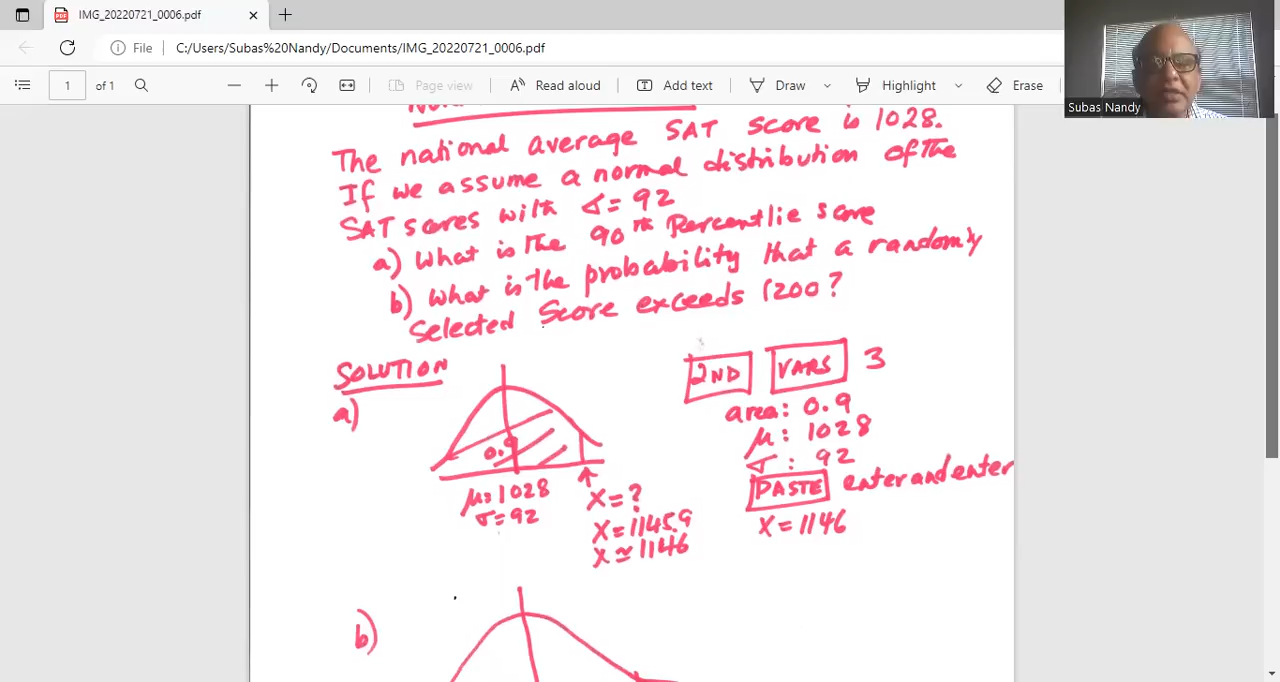 IMG_20220721_0006.pdf
File
C:/Users/Subas%20Nandy/Documents/IMG_20220721_0006.pdf
1
of 1
Page view
Read aloud
Add text
Draw
Highlight
Erase
Subas Nandy
The national average SAT score is 1028.
If we assume a normal distribution of the
SAT scores with σ = 92
a) What is the 90th Percentlie score
b) What is the probability that a randomly
Selected Score exceeds 1200?
SOLUTION
a)
0.9
μ= 1028
σ = 92
X = ?
X = 1145.9
X ≃ 1146
2ND VARS 3
area: 0.9
μ: 1028
σ: 92
PASTE enter and enter
X = 1146
b)